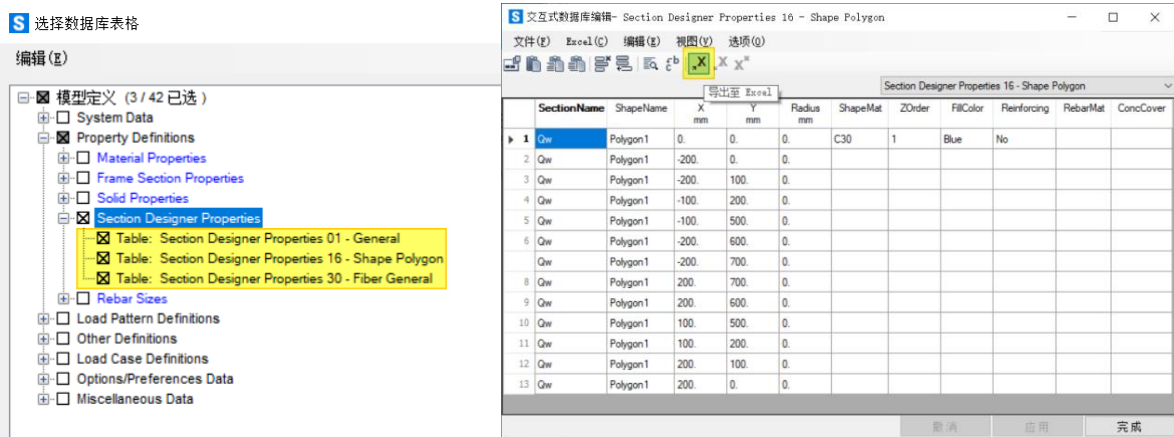 S 选择数据库表格
编辑(E)
模型定义 (3 / 42 已选 )
System Data
Property Definitions
Material Properties
Frame Section Properties
Solid Properties
Section Designer Properties
Table: Section Designer Properties 01 - General
Table: Section Designer Properties 16 - Shape Polygon
Table: Section Designer Properties 30 - Fiber General
Rebar Sizes
Load Pattern Definitions
Other Definitions
Load Case Definitions
Options/Preferences Data
Miscellaneous Data
S 交互式数据库编辑- Section Designer Properties 16 - Shape Polygon
文件(F) Excel(C) 编辑(E) 视图(V) 选项(O)
导出至 Excel
Section Designer Properties 16 - Shape Polygon
SectionName ShapeName X mm Y mm Radius mm ShapeMat ZOrder FillColor Reinforcing RebarMat ConcCover
1 Qw Polygon1 0. 0. 0. C30 1 Blue No
2 Qw Polygon1 -200. 0. 0.
3 Qw Polygon1 -200. 100. 0.
4 Qw Polygon1 -100. 200. 0.
5 Qw Polygon1 -100. 500. 0.
6 Qw Polygon1 -200. 600. 0.
Qw Polygon1 -200. 700. 0.
8 Qw Polygon1 200. 700. 0.
9 Qw Polygon1 200. 600. 0.
10 Qw Polygon1 100. 500. 0.
11 Qw Polygon1 100. 200. 0.
12 Qw Polygon1 200. 100. 0.
13 Qw Polygon1 200. 0. 0.
撤消 应用 完成